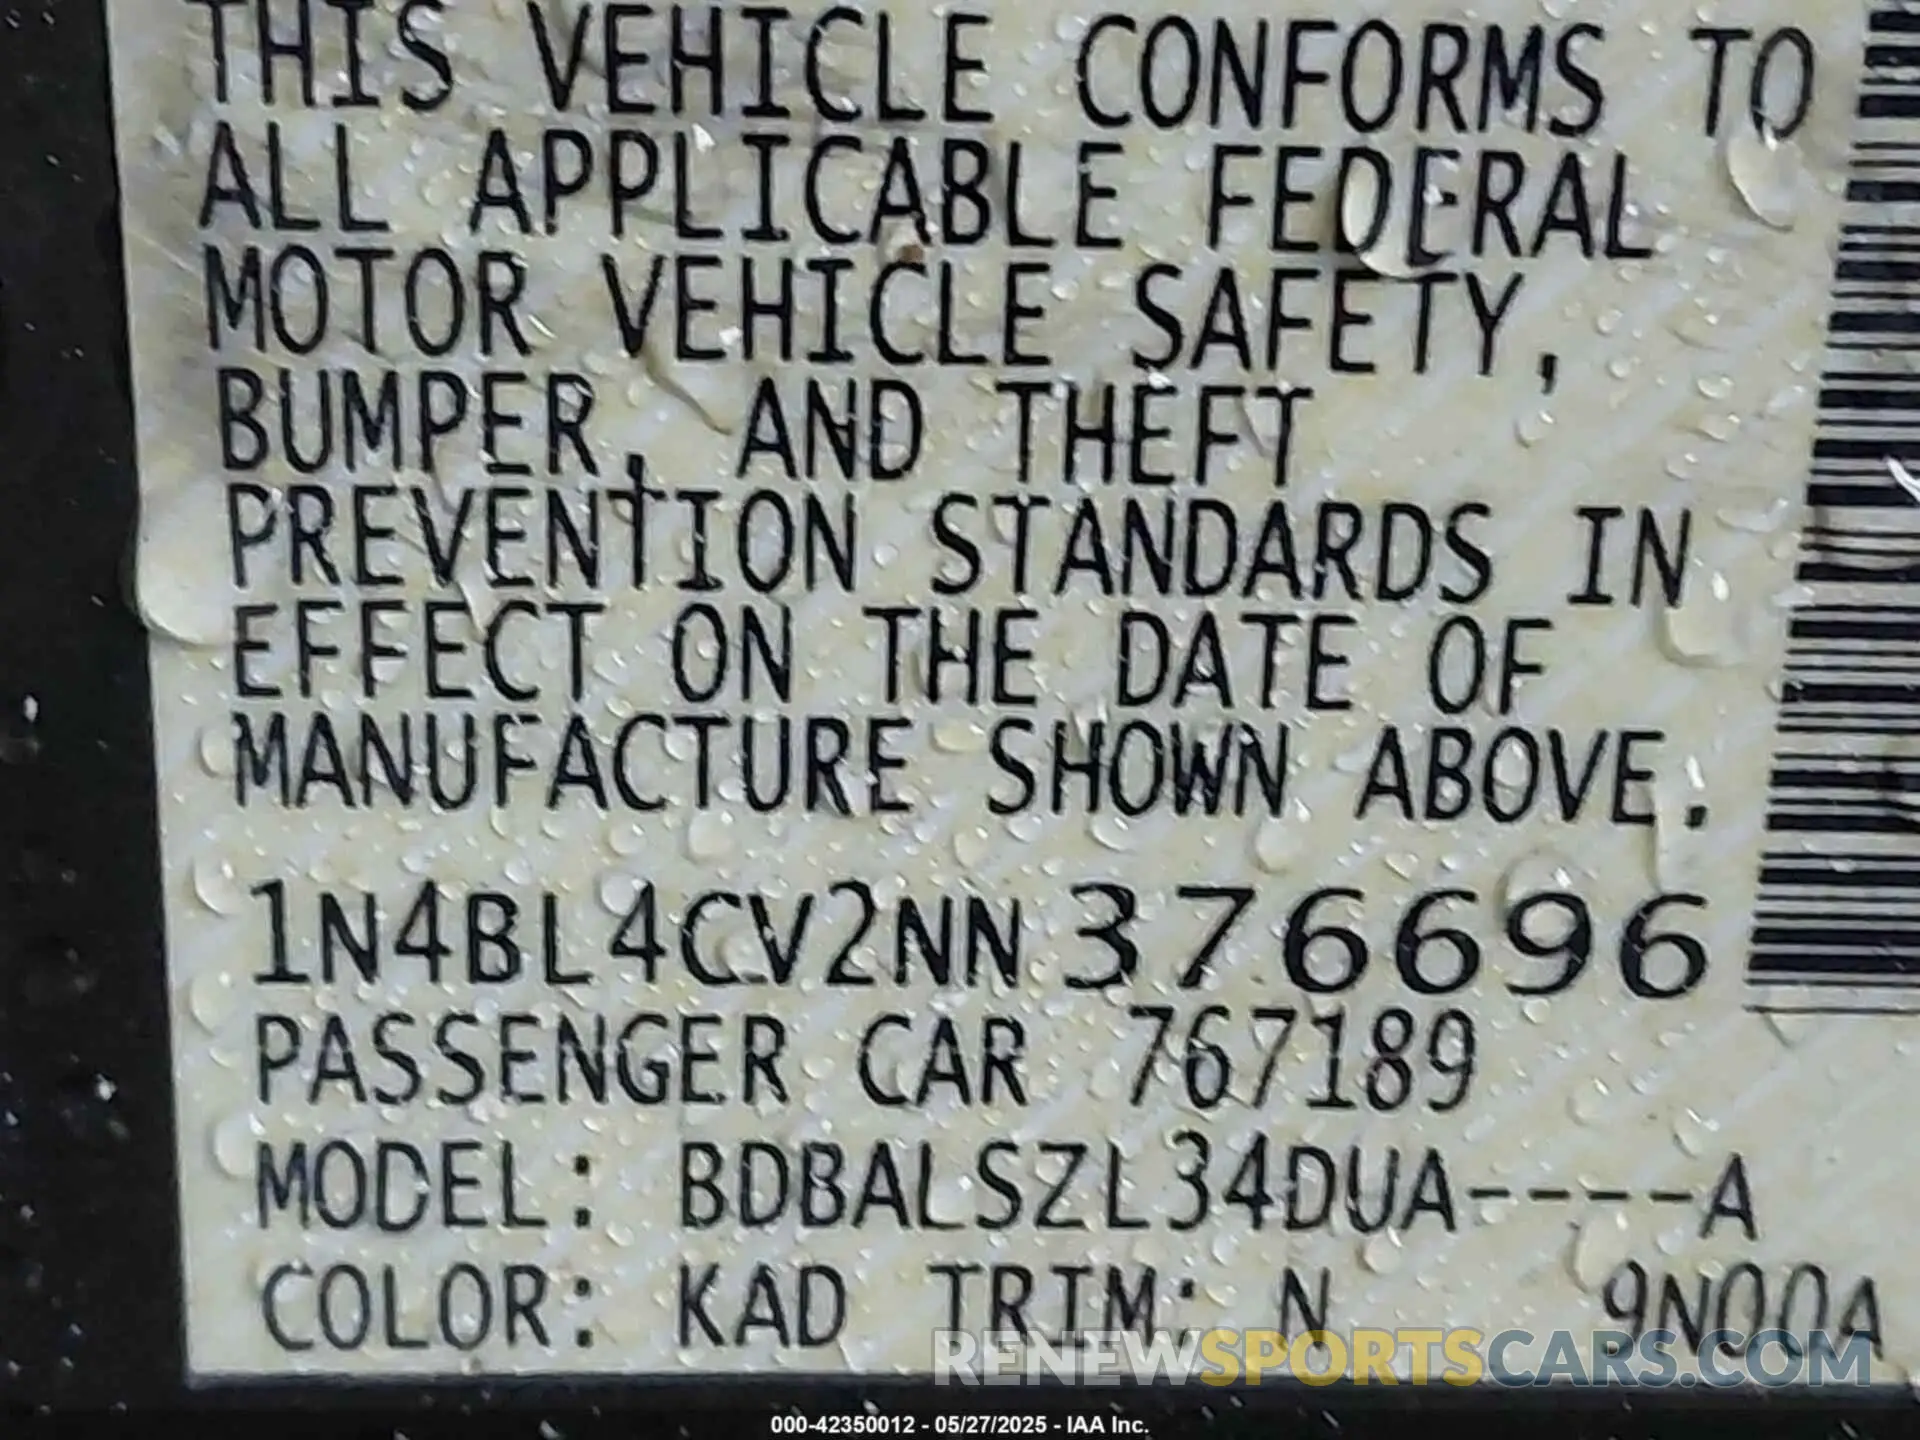 THIS VEHICLE CONFORMS TO
ALL APPLICABLE FEDERAL
MOTOR VEHICLE SAFETY,
BUMPER, AND THEFT
PREVENTION STANDARDS IN
EFFECT ON THE DATE OF
MANUFACTURE SHOWN ABOVE.
1N4BL4CV2NN376696
PASSENGER CAR 767189
MODEL: BDBALSZL34DUA----A
COLOR: KAD TRIM: N 9N00A
RENEWSPORTSCARS.COM
000-42350012 - 05/27/2025 - IAA Inc.